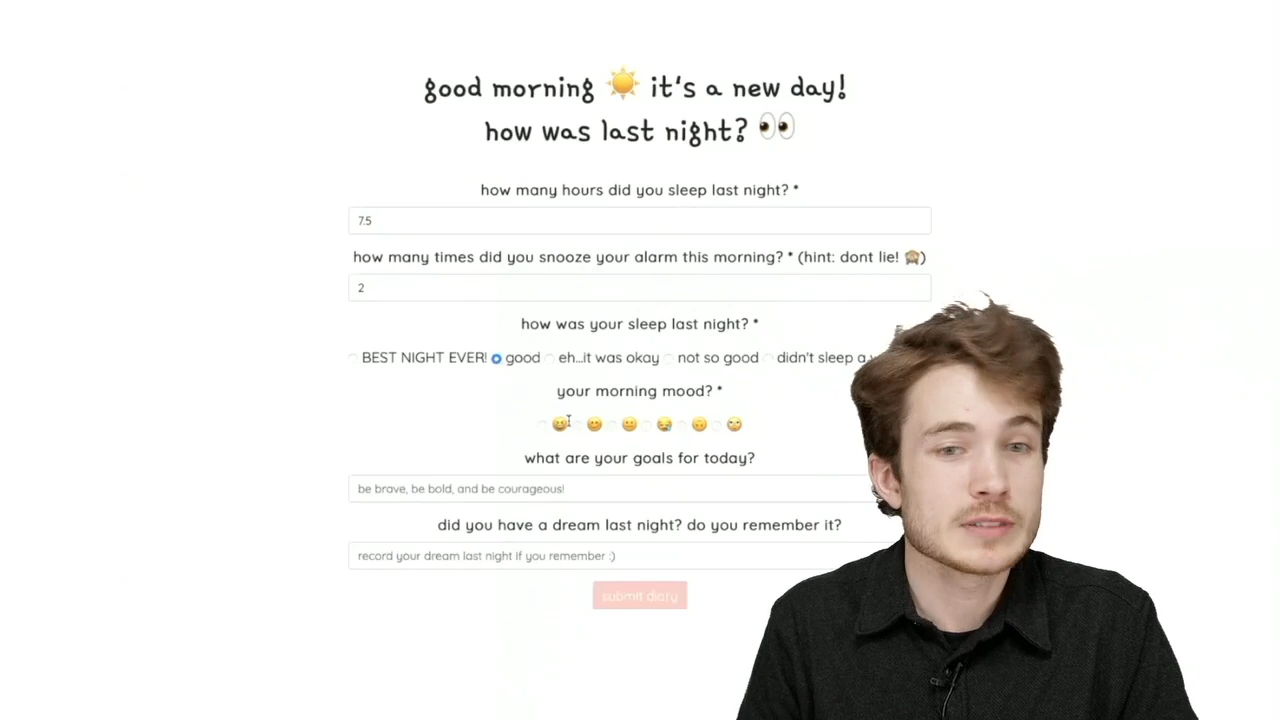 good morning ☀️ it's a new day!
how was last night? 👀
how many hours did you sleep last night? *
7.5
how many times did you snooze your alarm this morning? * (hint: dont lie! 🙈)
2
how was your sleep last night? *
BEST NIGHT EVER! good eh...it was okay not so good didn't sleep a
your morning mood? *
what are your goals for today?
be brave, be bold, and be courageous!
did you have a dream last night? do you remember it?
record your dream last night if you remember :)
submit diary